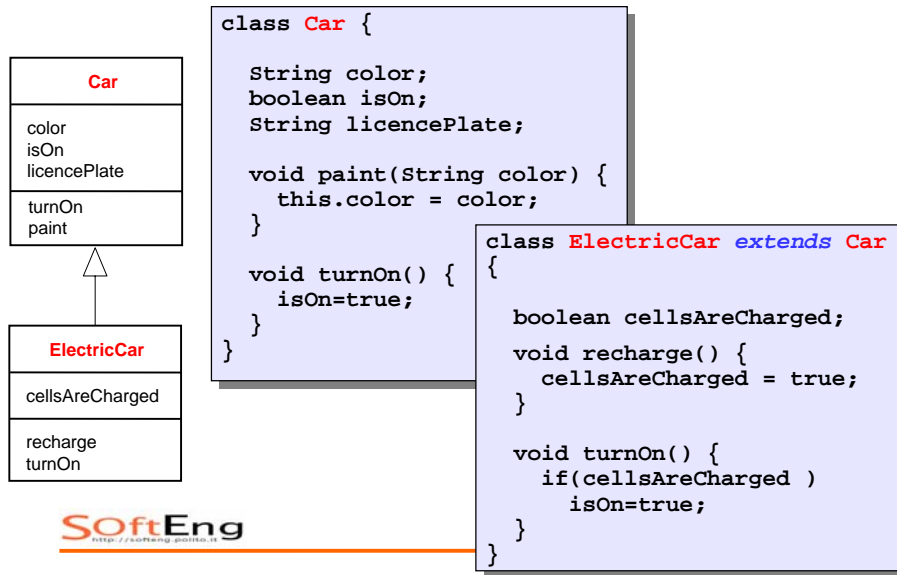 Car
color
isOn
licencePlate
turnOn
paint
ElectricCar
cellsAreCharged
recharge
turnOn
class Car {
String color;
boolean isOn;
String licencePlate;
void paint(String color) {
this.color = color;
}
void turnOn() {
isOn=true;
}
}
class ElectricCar extends Car
{
boolean cellsAreCharged;
void recharge() {
cellsAreCharged = true;
}
void turnOn() {
if(cellsAreCharged )
isOn=true;
}
}
SOftEng
http://softeng.polito.it